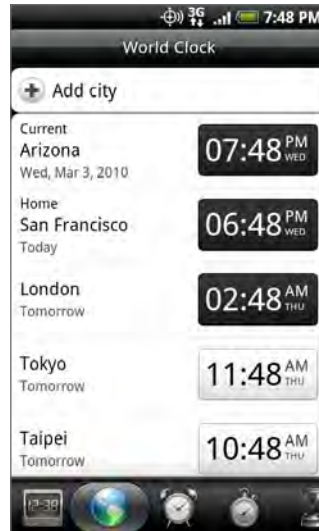 3G 7:48 PM
World Clock
Add city
Current
Arizona
Wed, Mar 3, 2010
07:48 PM WED
Home
San Francisco
Today
06:48 PM WED
London
Tomorrow
02:48 AM THU
Tokyo
Tomorrow
11:48 AM THU
Taipei
Tomorrow
10:48 AM THU
12:38